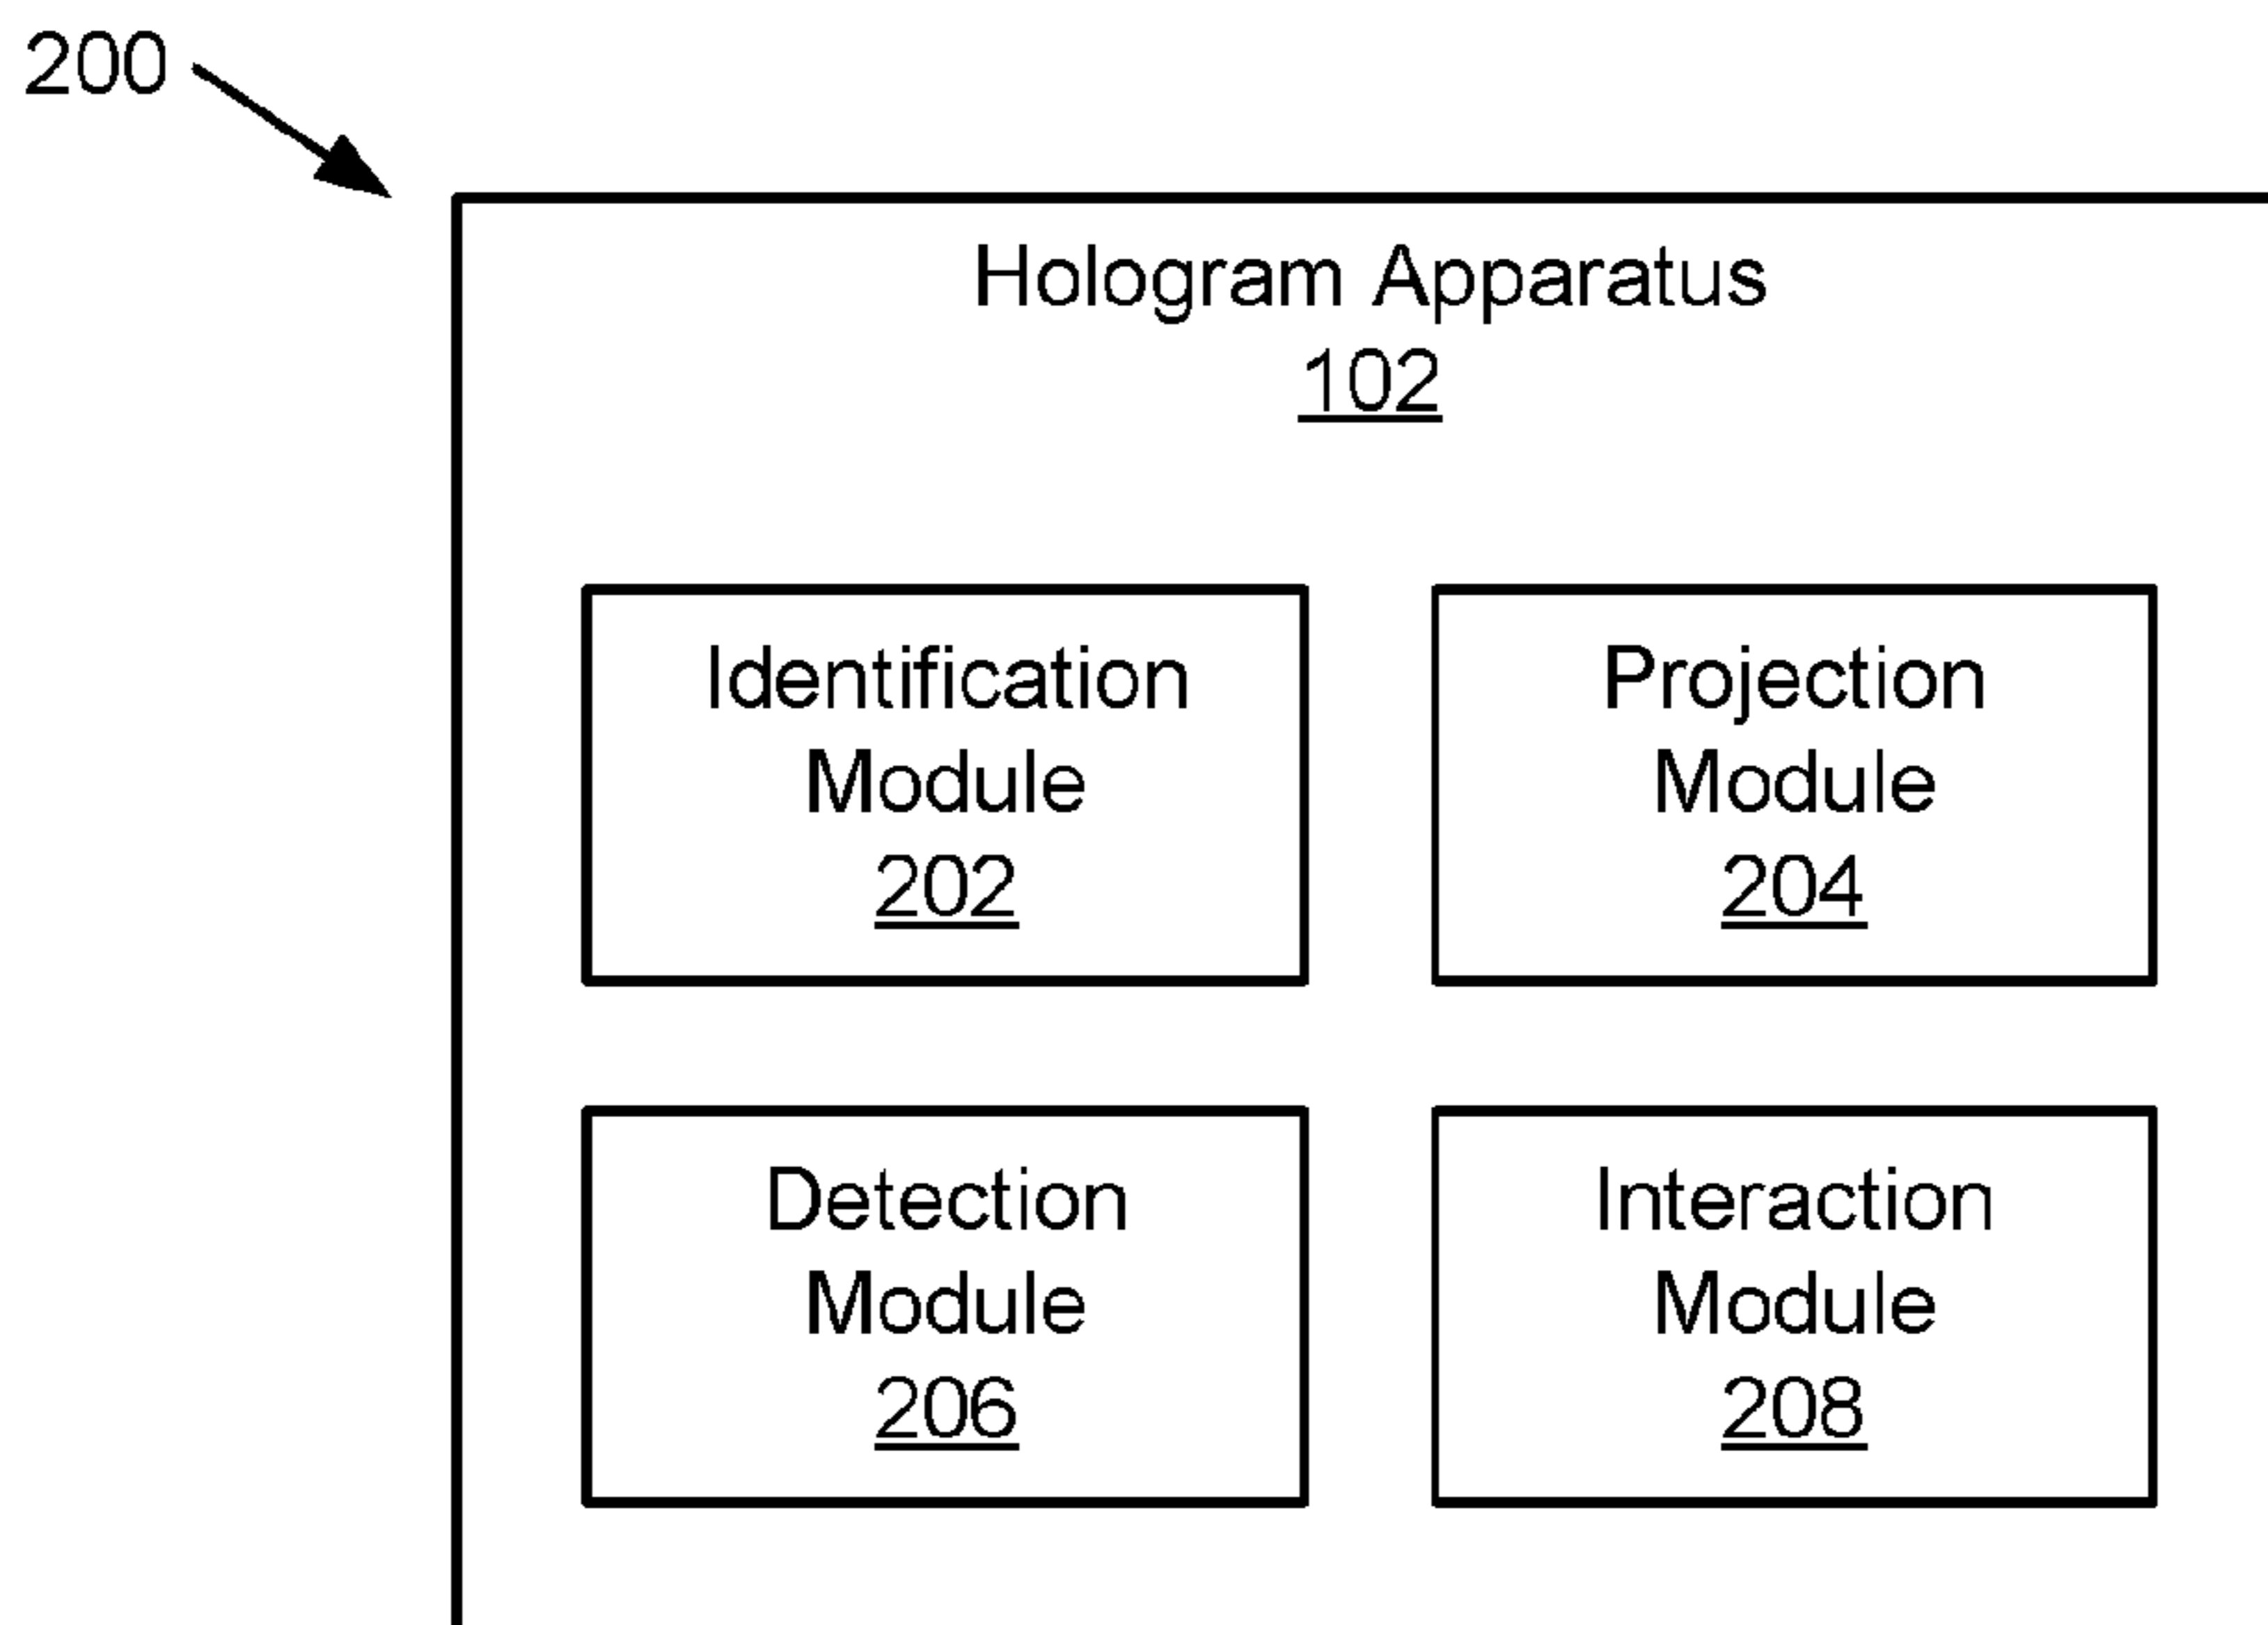 200
Hologram Apparatus
102
Identification
Module
202
Projection
Module
204
Detection
Module
206
Interaction
Module
208